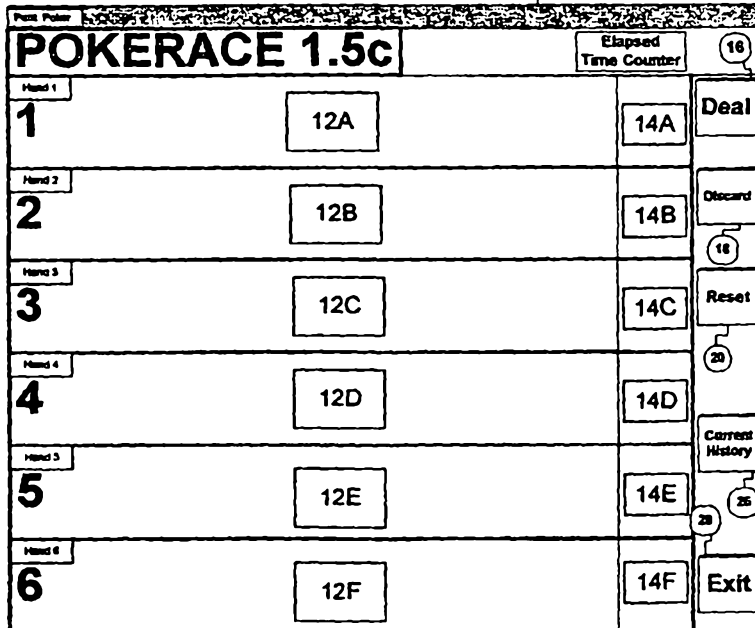 POKERACE 1.5c
Elapsed
Time Counter
16
Hand 1
1
12A
14A
Deal
Hand 2
2
12B
14B
Discard
18
Hand 3
3
12C
14C
Reset
20
Hand 4
4
12D
14D
Current
History
26
Hand 5
5
12E
14E
28
Hand 6
6
12F
14F
Exit